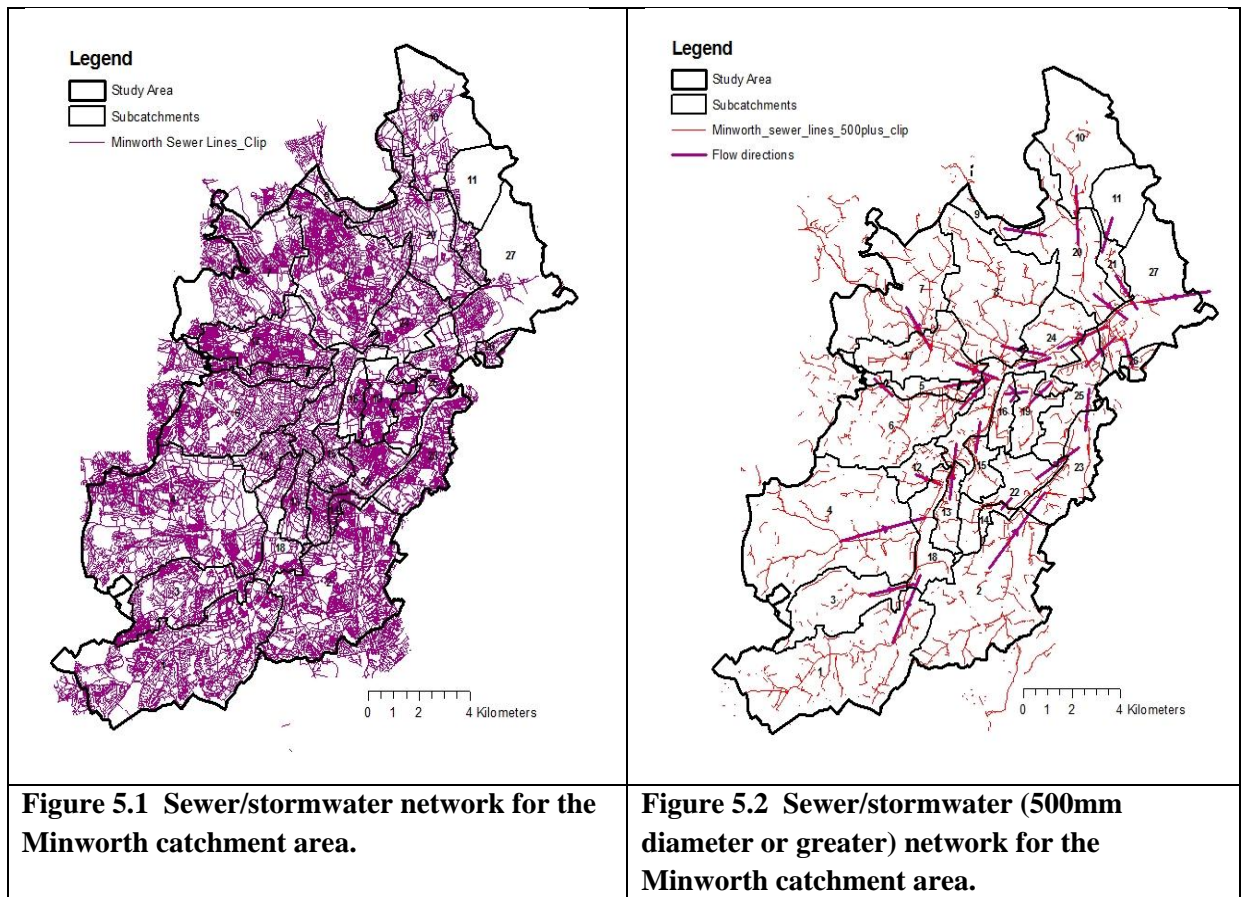 Legend
Study Area
Subcatchments
Minworth Sewer Lines_Clip
10
11
27
18
3
0 1 2 4 Kilometers
Legend
Study Area
Subcatchments
Minworth_sewer_lines_500plus_clip
Flow directions
10
11
9
20
21
27
7
24
5
16
19
25
6
12
15
23
22
4
13
14
18
3
2
1
0 1 2 4 Kilometers
Figure 5.1 Sewer/stormwater network for the
Minworth catchment area.
Figure 5.2 Sewer/stormwater (500mm
diameter or greater) network for the
Minworth catchment area.